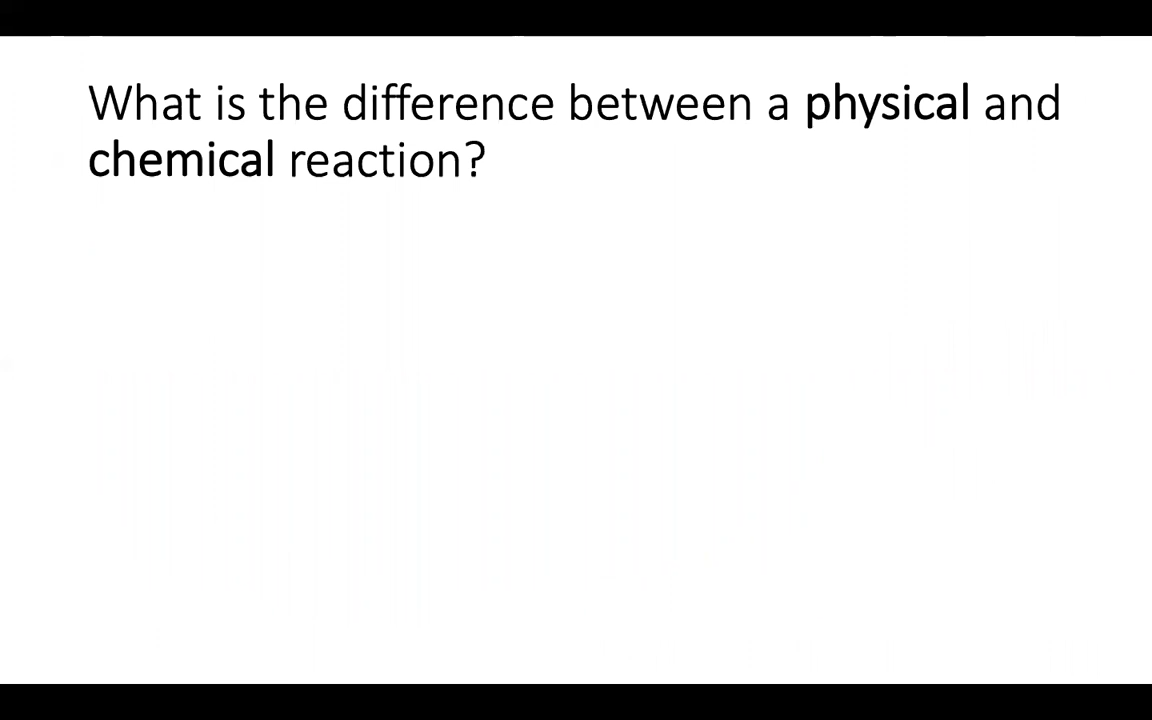 What is the difference between a physical and
chemical reaction?